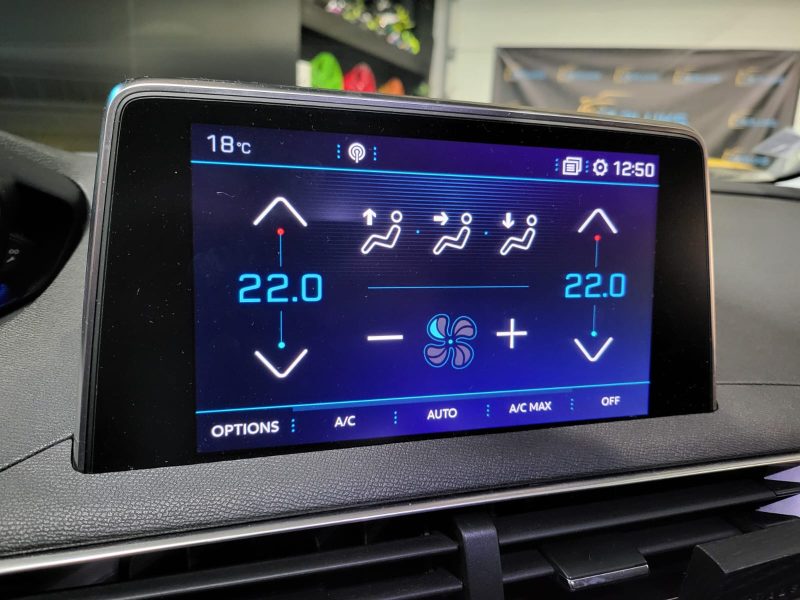 18°C
12:50
22.0
22.0
OPTIONS
A/C
AUTO
A/C MAX
OFF